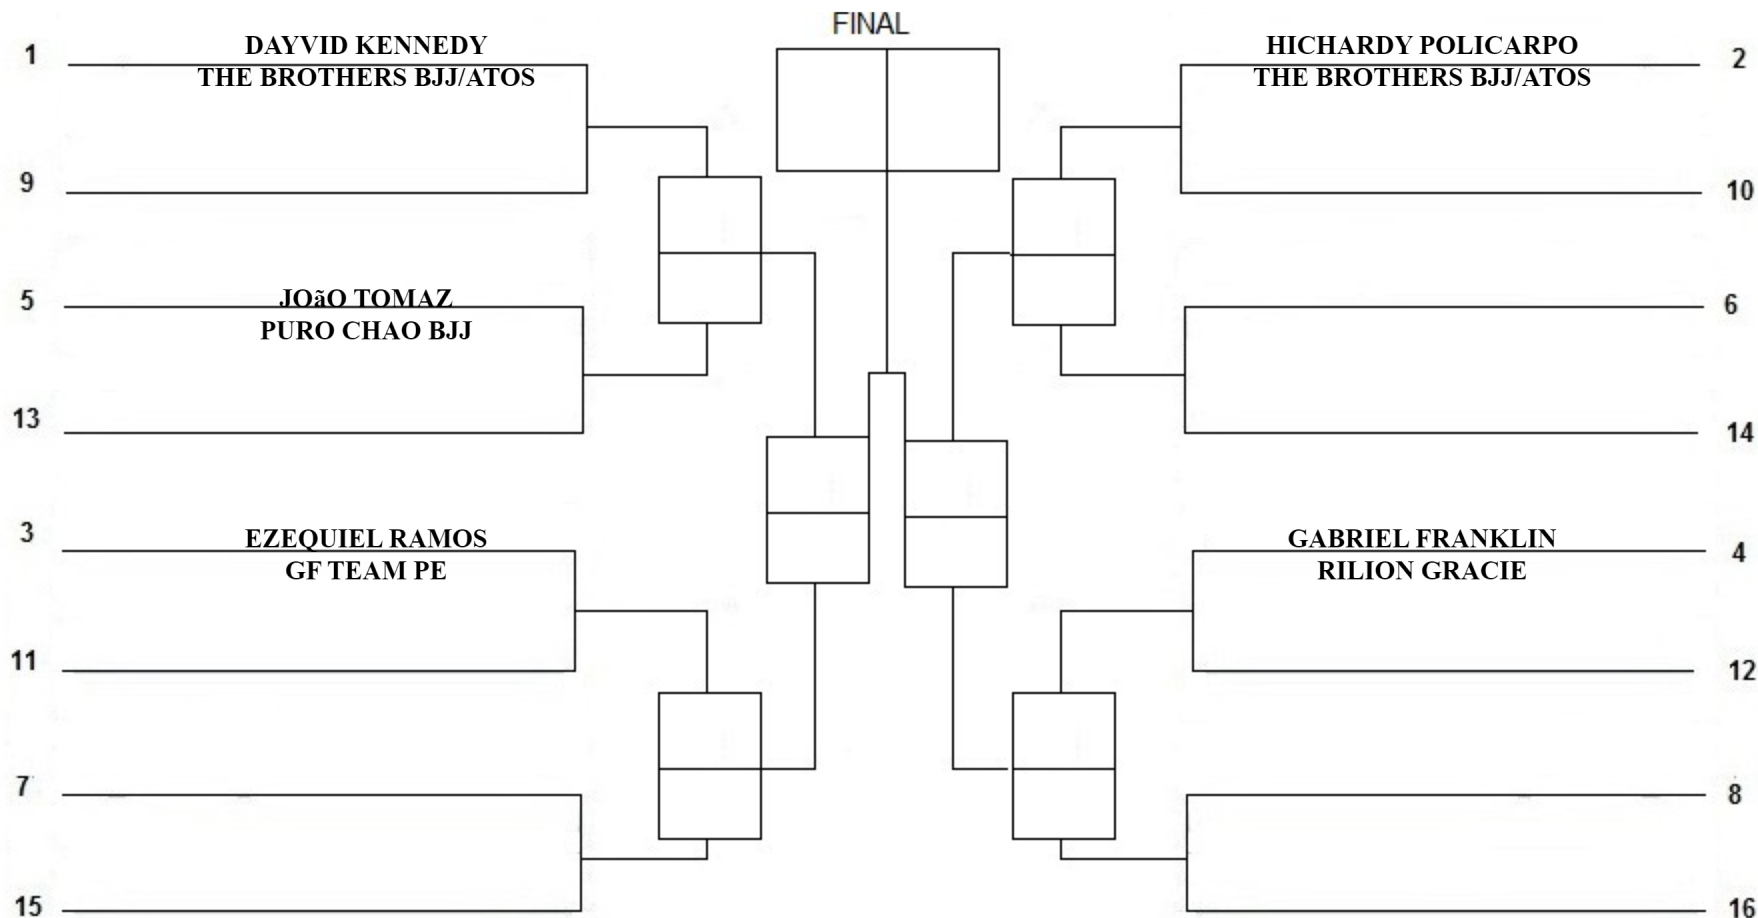 FINAL
1
DAYVID KENNEDY
THE BROTHERS BJJ/ATOS
9
5
JOãO TOMAZ
PURO CHAO BJJ
13
3
EZEQUIEL RAMOS
GF TEAM PE
11
7
15
HICHARDY POLICARPO
THE BROTHERS BJJ/ATOS
2
10
6
14
GABRIEL FRANKLIN
RILION GRACIE
4
12
8
16